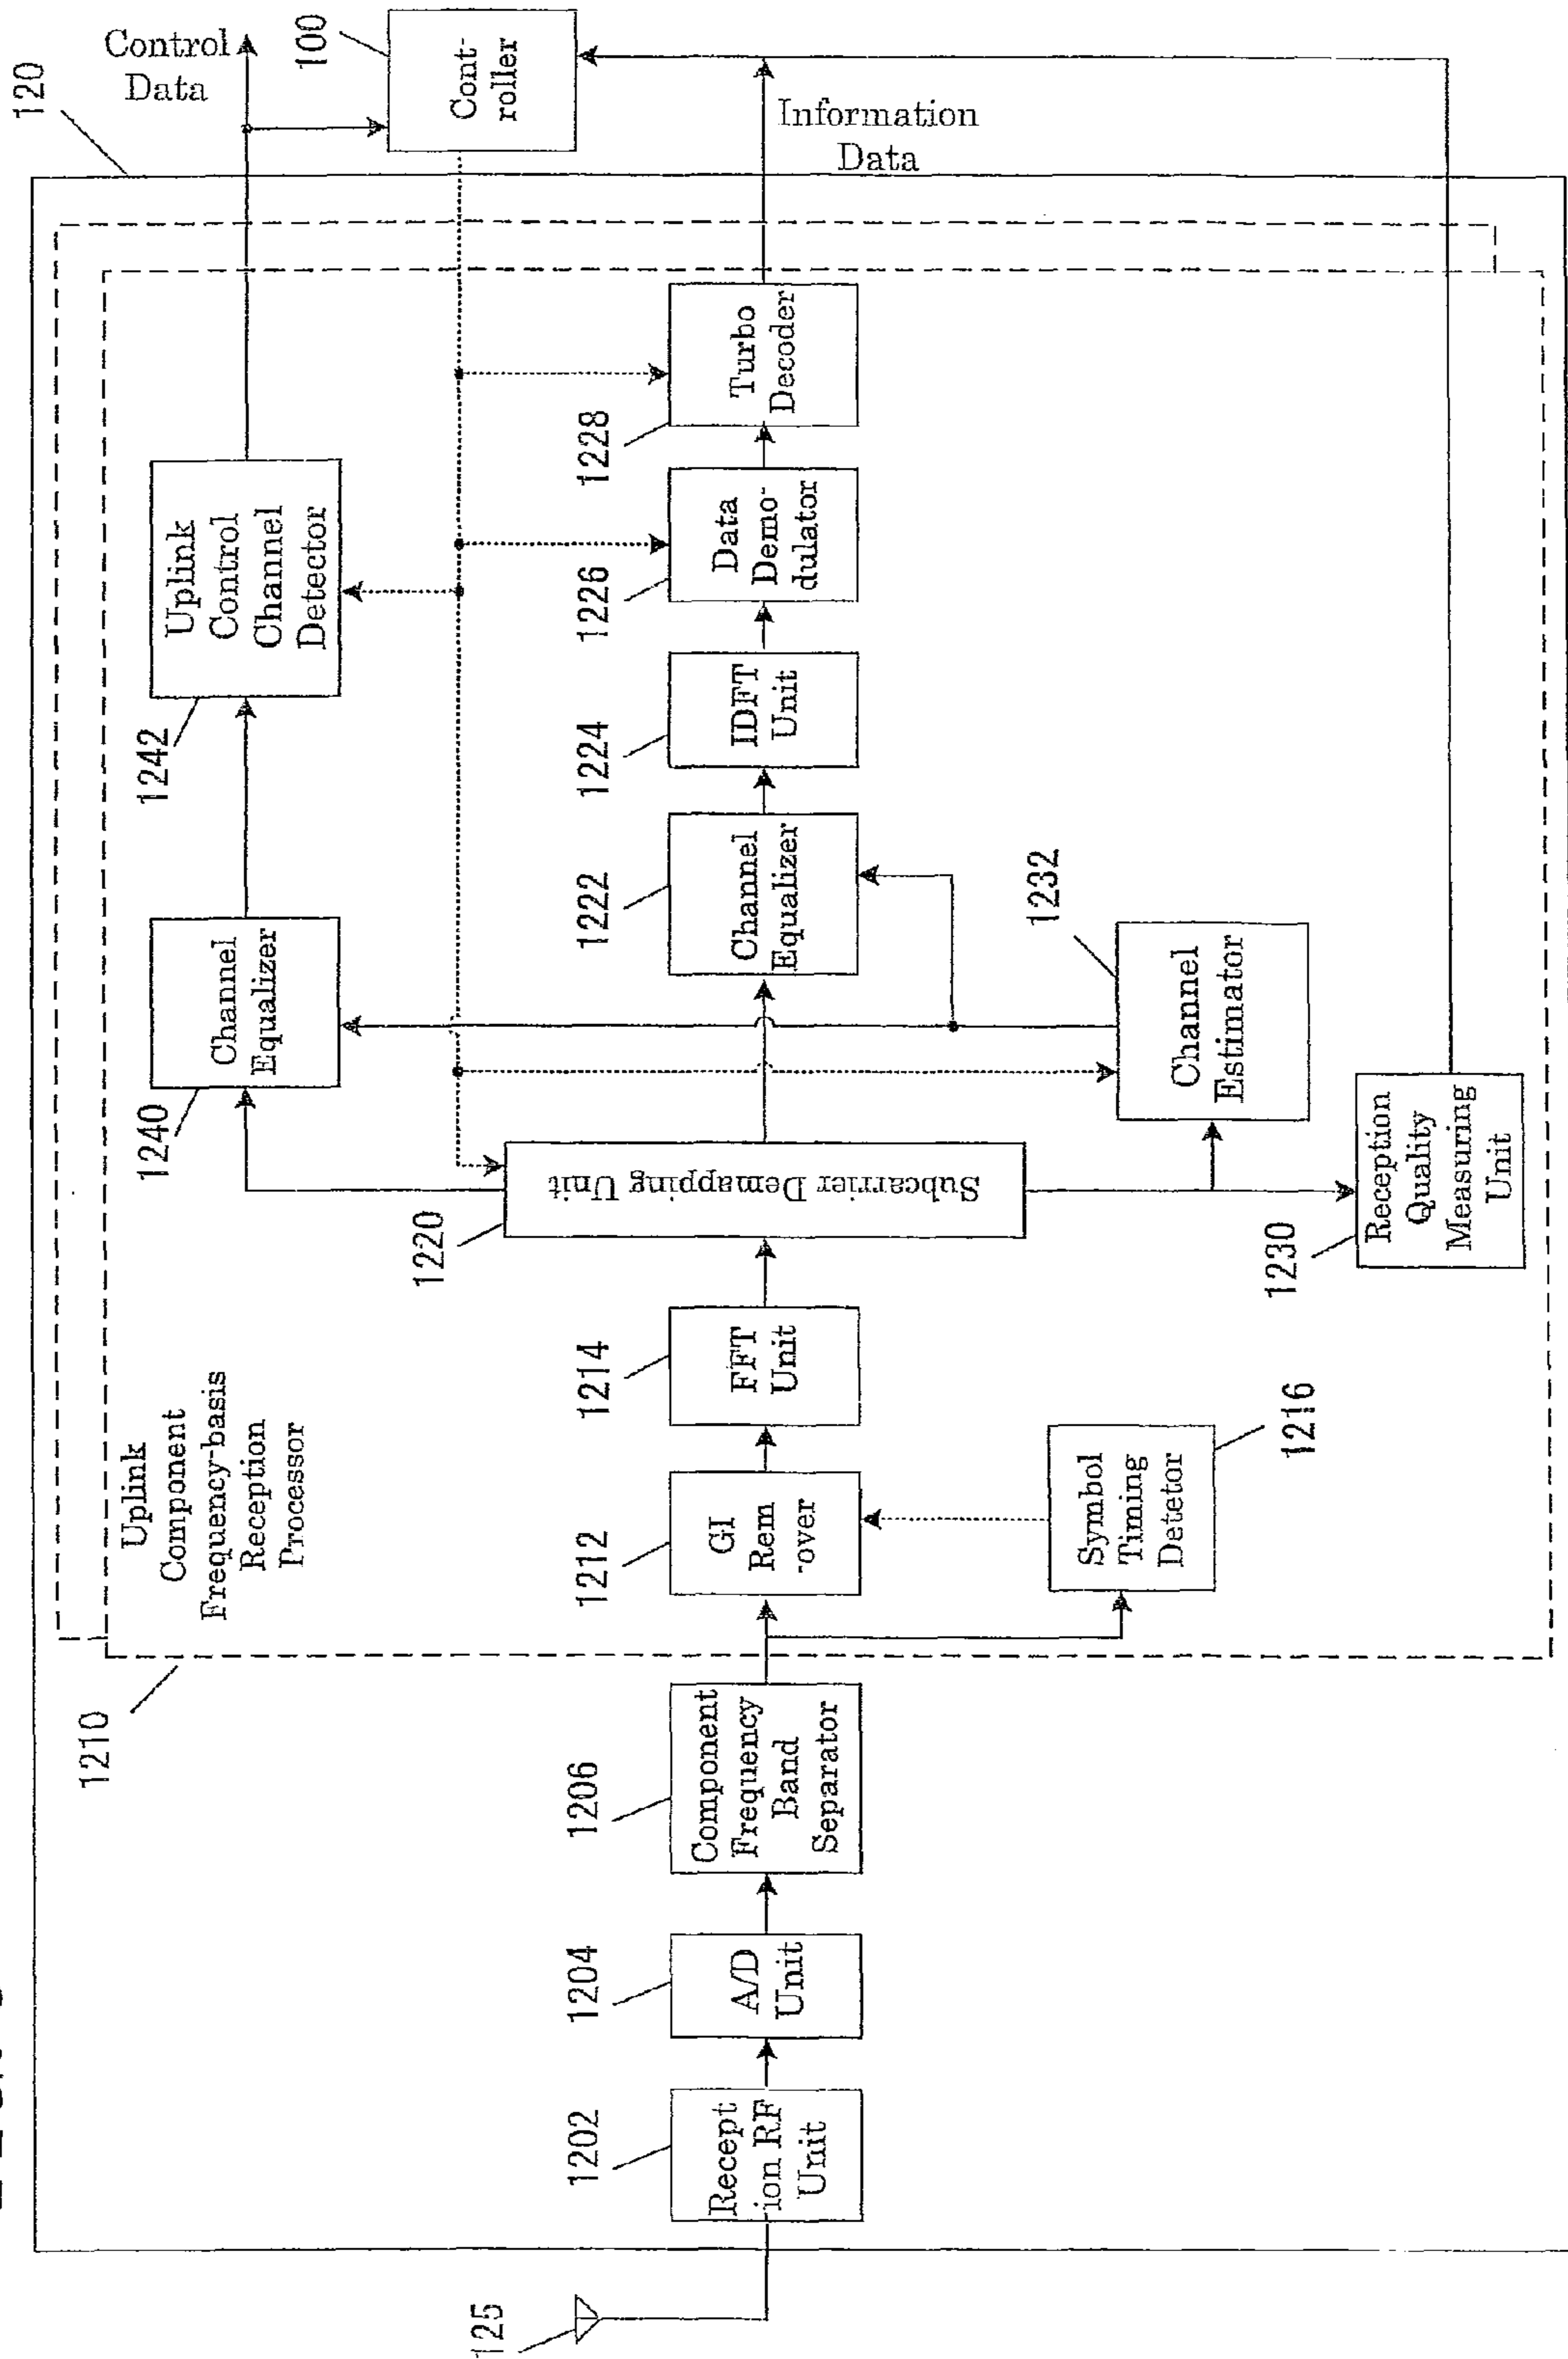 120
Control
Data
100
Cont-
roller
Information
Data
Uplink
Component
Frequency-basis
Reception
Processor
1210
1240
Channel
Equalizer
1242
Uplink
Control
Channel
Detector
125
1202
Recept
ion RF
Unit
1204
A/D
Unit
1206
Component
Frequency
Band
Separator
1212
GI
Rem
over
1214
FFT
Unit
1216
Symbol
Timing
Detetor
1220
Subcarrier Demapping Unit
1222
Channel
Equalizer
1224
IDFT
Unit
1226
Data
Demo-
dulator
1228
Turbo
Decoder
1232
Channel
Estimator
1230
Reception
Quality
Measuring
Unit